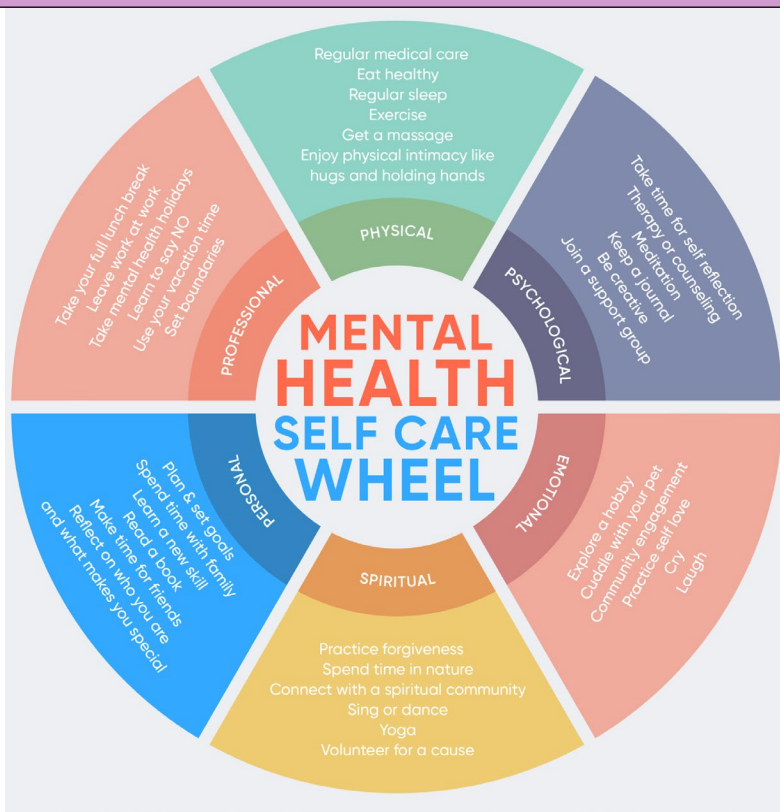 MENTAL
HEALTH
SELF CARE
WHEEL
PHYSICAL
Regular medical care
Eat healthy
Regular sleep
Exercise
Get a massage
Enjoy physical intimacy like
hugs and holding hands
PSYCHOLOGICAL
Take time for self reflection
Therapy or counseling
Meditation
Keep a journal
Be creative
Join a support group
EMOTIONAL
Explore a hobby
Cuddle with your pet
Community engagement
Practice self love
Cry
Laugh
SPIRITUAL
Practice forgiveness
Spend time in nature
Connect with a spiritual community
Sing or dance
Yoga
Volunteer for a cause
PERSONAL
Plan & set goals
Spend time with family
Learn a new skill
Read a book
Make time for friends
Reflect on who you are
and what makes you special
PROFESSIONAL
Take your full lunch break
Leave work at work
Take mental health holidays
Learn to say NO
Use your vacation time
Set boundaries